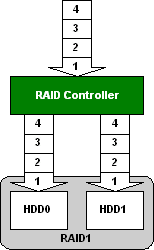 4
3
2
1
RAID Controller
4 4
3 3
2 2
1 1
HDD0 HDD1
RAID1